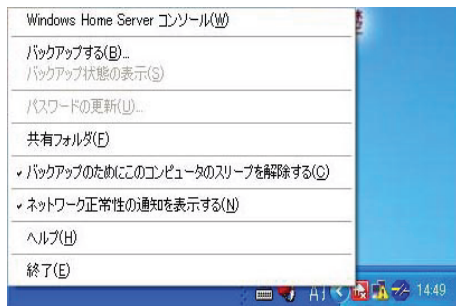 Windows Home Server コンソール(W)
バックアップする(B)...
バックアップ状態の表示(S)
パスワードの更新(U)...
共有フォルダ(F)
バックアップのためにこのコンピュータのスリープを解除する(C)
ネットワーク正常性の通知を表示する(N)
ヘルプ(H)
終了(E)
14:49